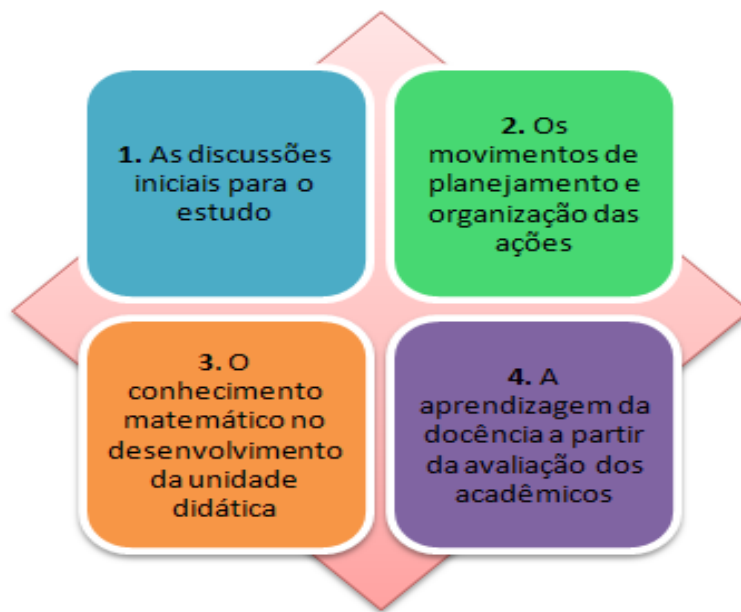 1. As discussões
iniciais para o
estudo
2. Os
movimentos de
planejamento e
organização das
ações
3. O
conhecimento
matemático no
desenvolvimento
da unidade
didática
4. A
aprendizagem da
docência a partir
da avaliação dos
acadêmicos